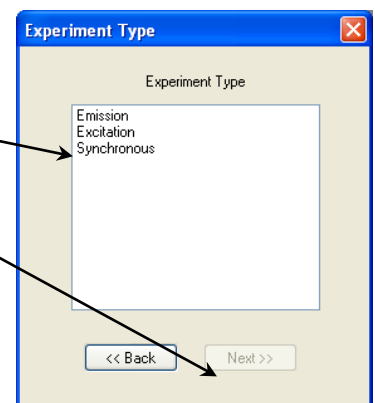 Experiment Type
Experiment Type
Emission
Excitation
Synchronous
<< Back Next >>